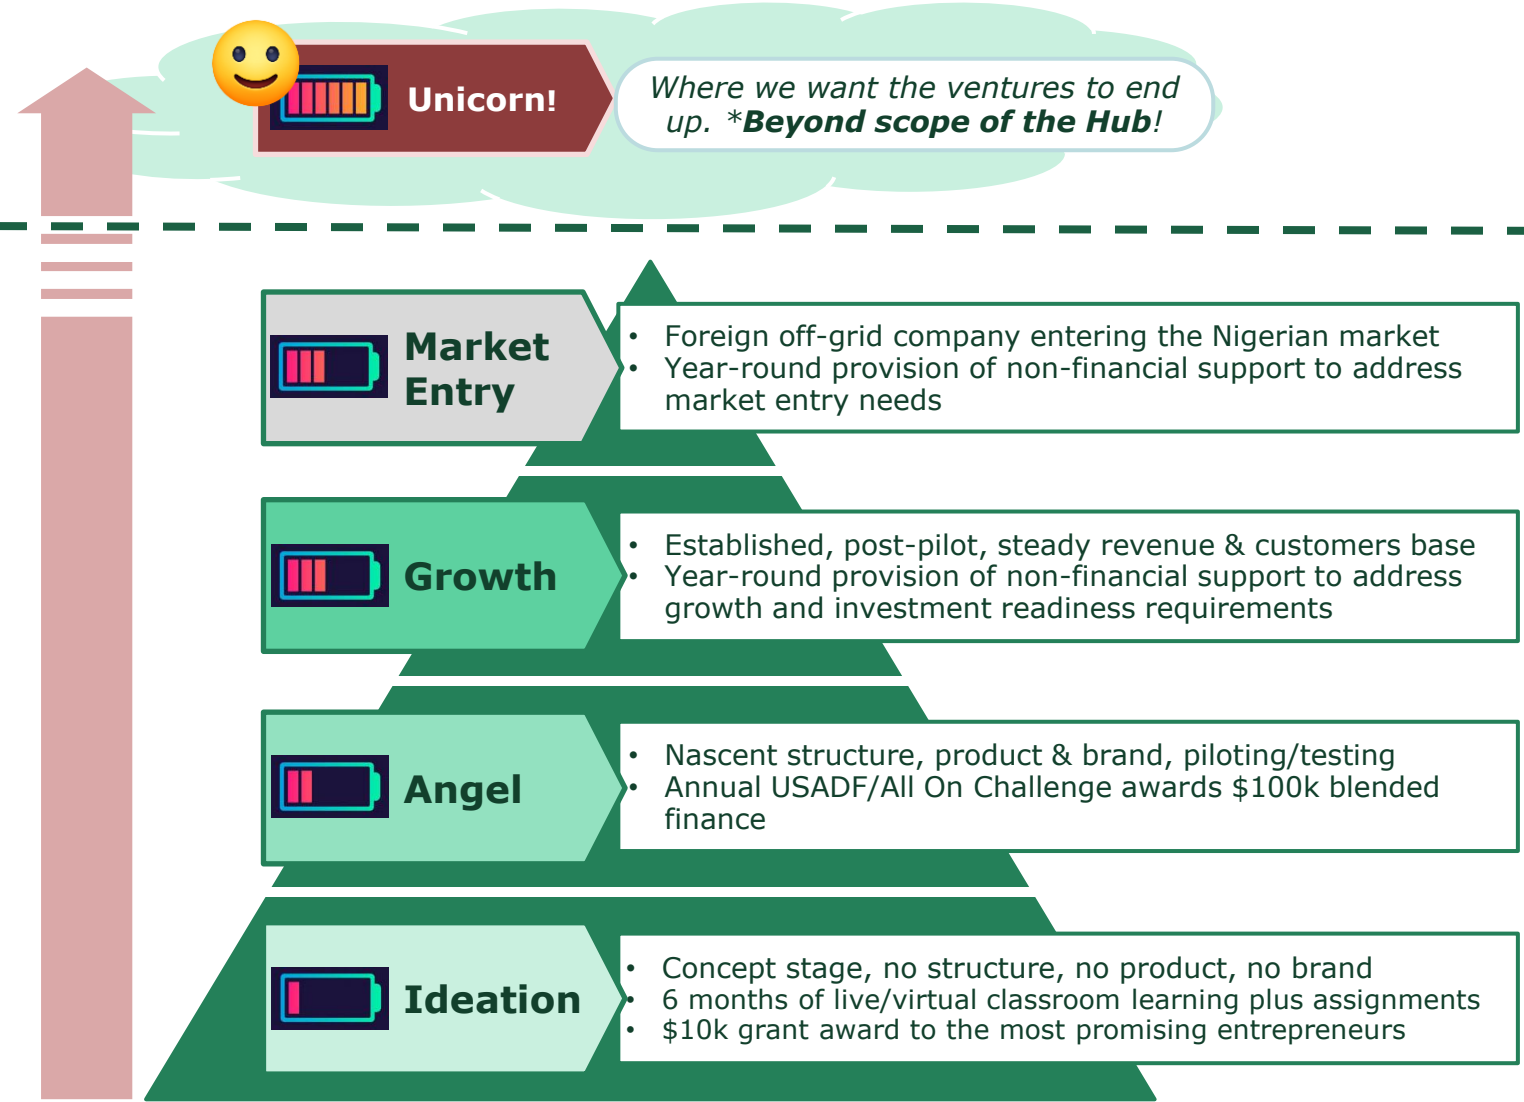 Unicorn!
Where we want the ventures to end
up. *Beyond scope of the Hub!
Market
Entry
• Foreign off-grid company entering the Nigerian market
• Year-round provision of non-financial support to address
market entry needs
Growth
• Established, post-pilot, steady revenue & customers base
• Year-round provision of non-financial support to address
growth and investment readiness requirements
Angel
• Nascent structure, product & brand, piloting/testing
• Annual USADF/All On Challenge awards $100k blended
finance
Ideation
• Concept stage, no structure, no product, no brand
• 6 months of live/virtual classroom learning plus assignments
• $10k grant award to the most promising entrepreneurs